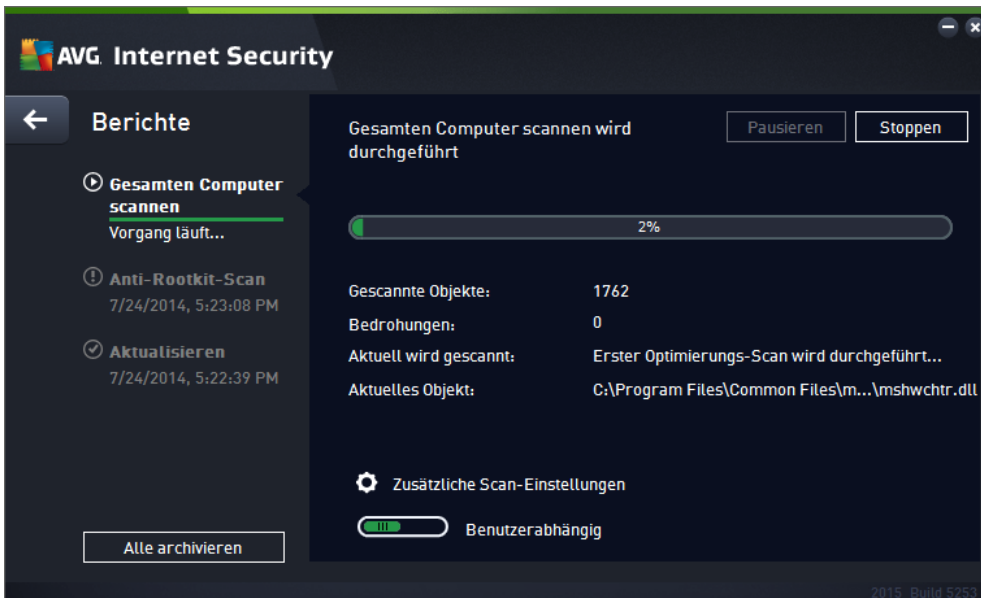 AVG. Internet Security
Berichte
Gesamten Computer scannen
Vorgang läuft...
Anti-Rootkit-Scan
7/24/2014, 5:23:08 PM
Aktualisieren
7/24/2014, 5:22:39 PM
Alle archivieren
Gesamten Computer scannen wird
durchgeführt
Pausieren
Stoppen
2%
Gescannte Objekte: 1762
Bedrohungen: 0
Aktuell wird gescannt: Erster Optimierungs-Scan wird durchgeführt...
Aktuelles Objekt: C:\Program Files\Common Files\m...\mshwchtr.dll
Zusätzliche Scan-Einstellungen
Benutzerabhängig
2015 Build 5253